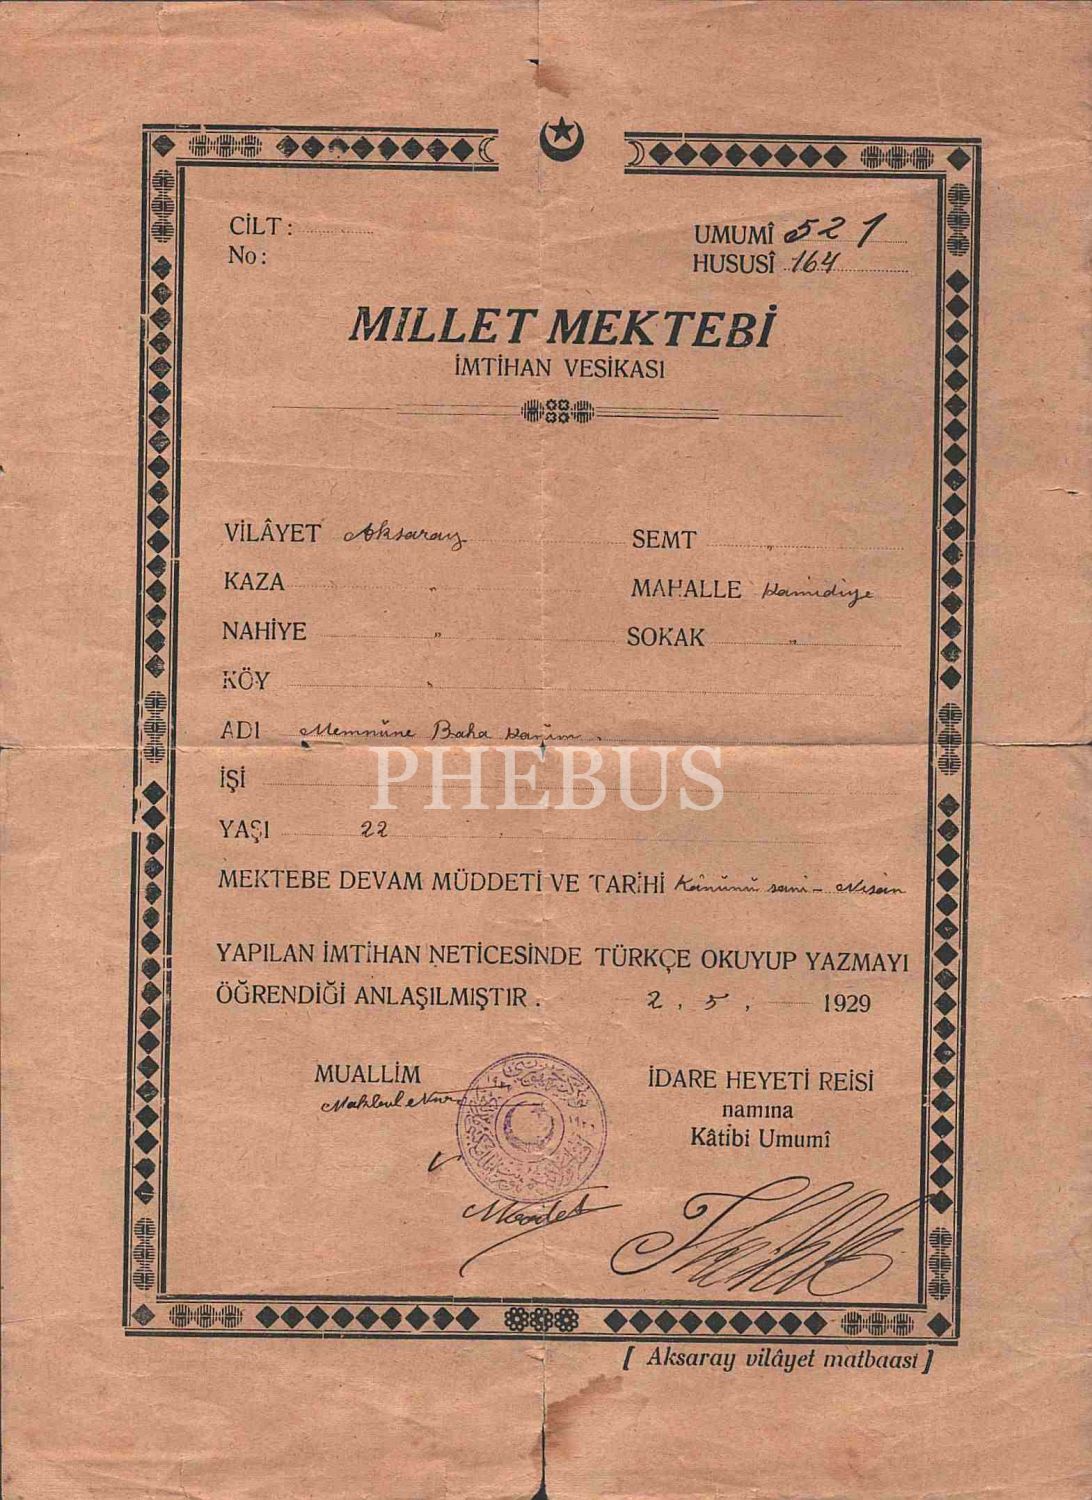 CİLT :
No :
UMUMÎ 521
HUSUSÎ 164
MILLET MEKTEBİ
İMTİHAN VESİKASI
VİLÂYET Aksaray
SEMT "
KAZA "
MAHALLE Hamidiye
NAHİYE "
SOKAK "
KÖY
ADI Memnüne Baha Hanım
İŞİ
YAŞI 22
MEKTEBE DEVAM MÜDDETİ VE TARİHİ Kânünü sani - Nisan
YAPILAN İMTİHAN NETİCESİNDE TÜRKÇE OKUYUP YAZMAYI
ÖĞRENDİĞİ ANLAŞILMIŞTIR . 2 . 5 . 1929
MUALLİM
İDARE HEYETİ REİSİ
namına
Kâtibi Umumî
[ Aksaray vilâyet matbaası ]
PHEBUS